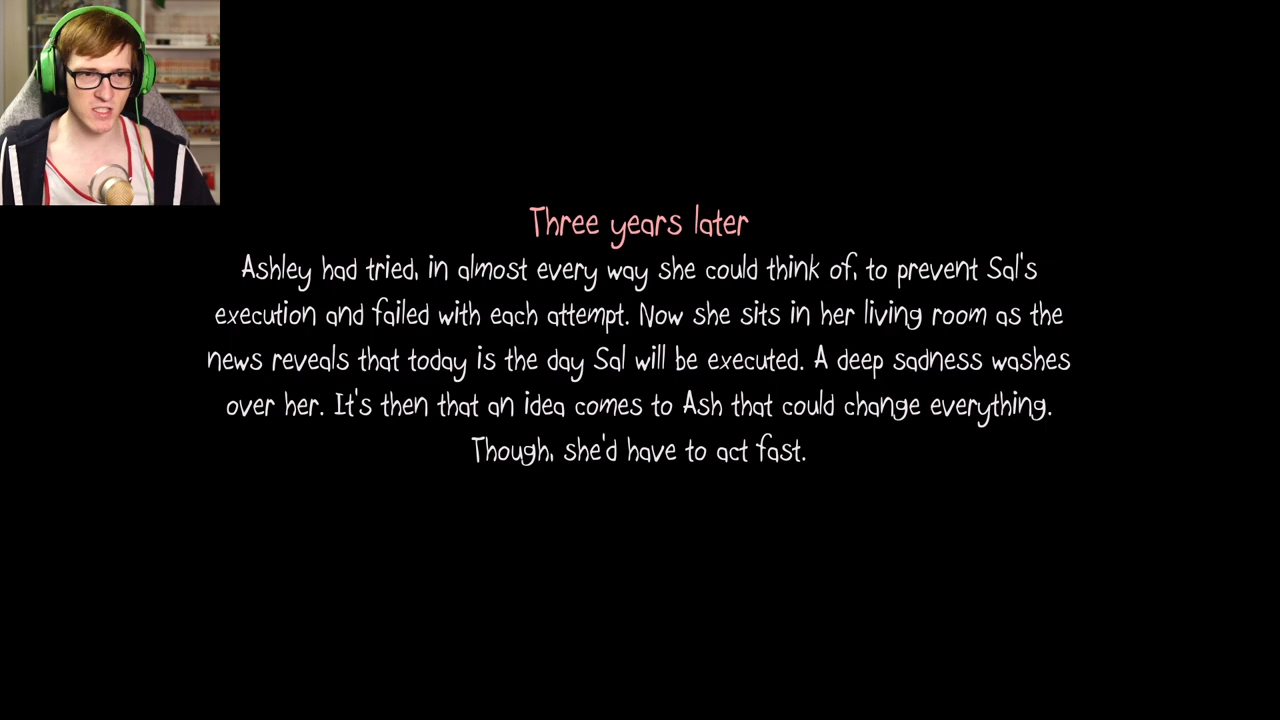 Three years later
Ashley had tried, in almost every way she could think of, to prevent Sal's
execution and failed with each attempt. Now she sits in her living room as the
news reveals that today is the day Sal will be executed. A deep sadness washes
over her. It's then that an idea comes to Ash that could change everything.
Though, she'd have to act fast.